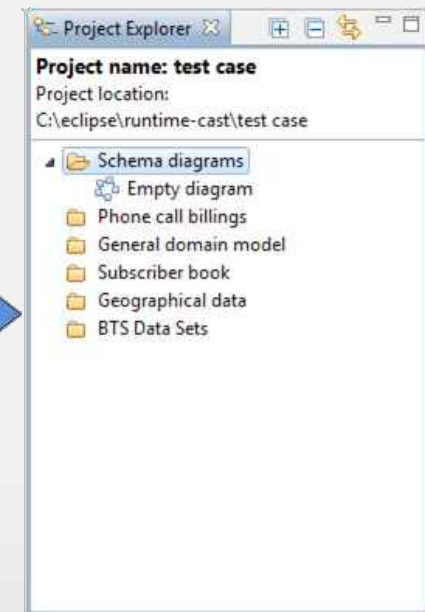 Project Explorer
Project name: test case
Project location:
C:\eclipse\runtime-cast\test case
Schema diagrams
Empty diagram
Phone call billings
General domain model
Subscriber book
Geographical data
BTS Data Sets